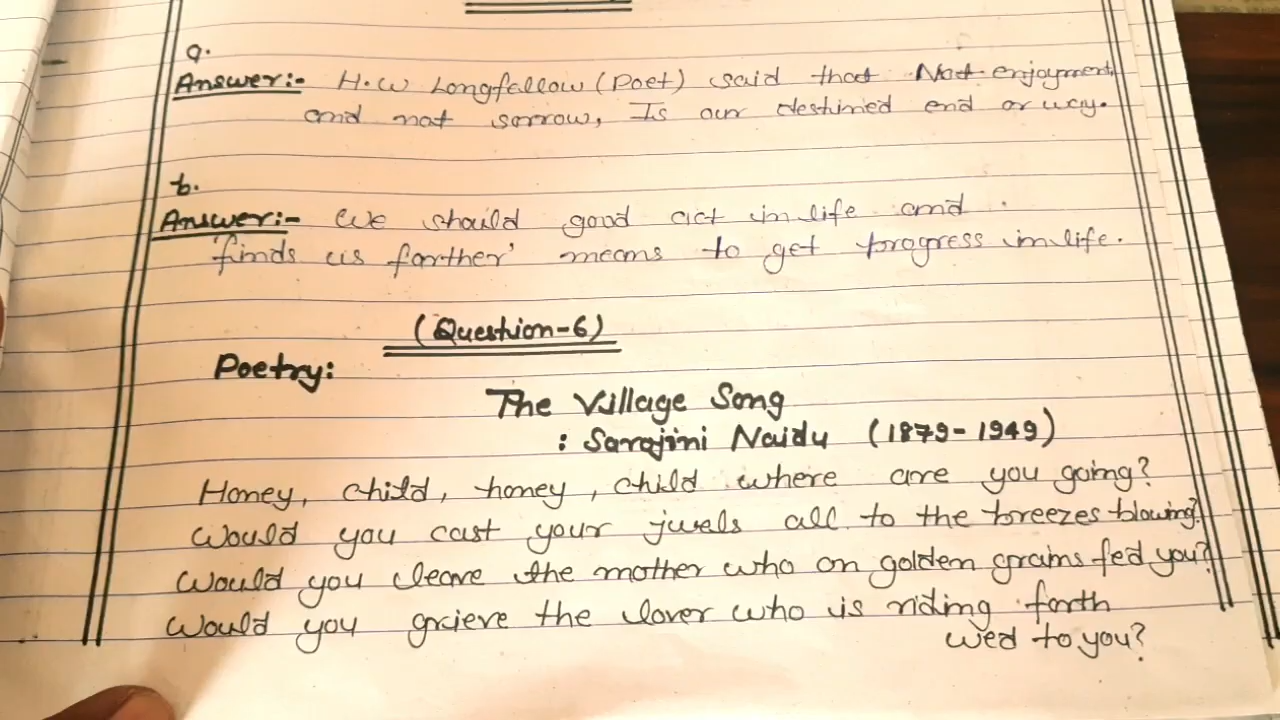 a.
Answer:- H.W Longfellow (Poet) said that Not enjoyment,
and not sorrow, Is our destinied end or way.
b.
Answer:- We should good act in life and
'finds us farther' means to get progress in life.
(Question-6)
Poetry:
The Village Song
: Sarojini Naidu (1879-1949)
Honey, child, honey, child where are you going?
Would you cast your juwels all to the breezes blowing?
Would you leave the mother who on golden grains fed you?
Would you grieve the lover who is riding forth
wed to you?